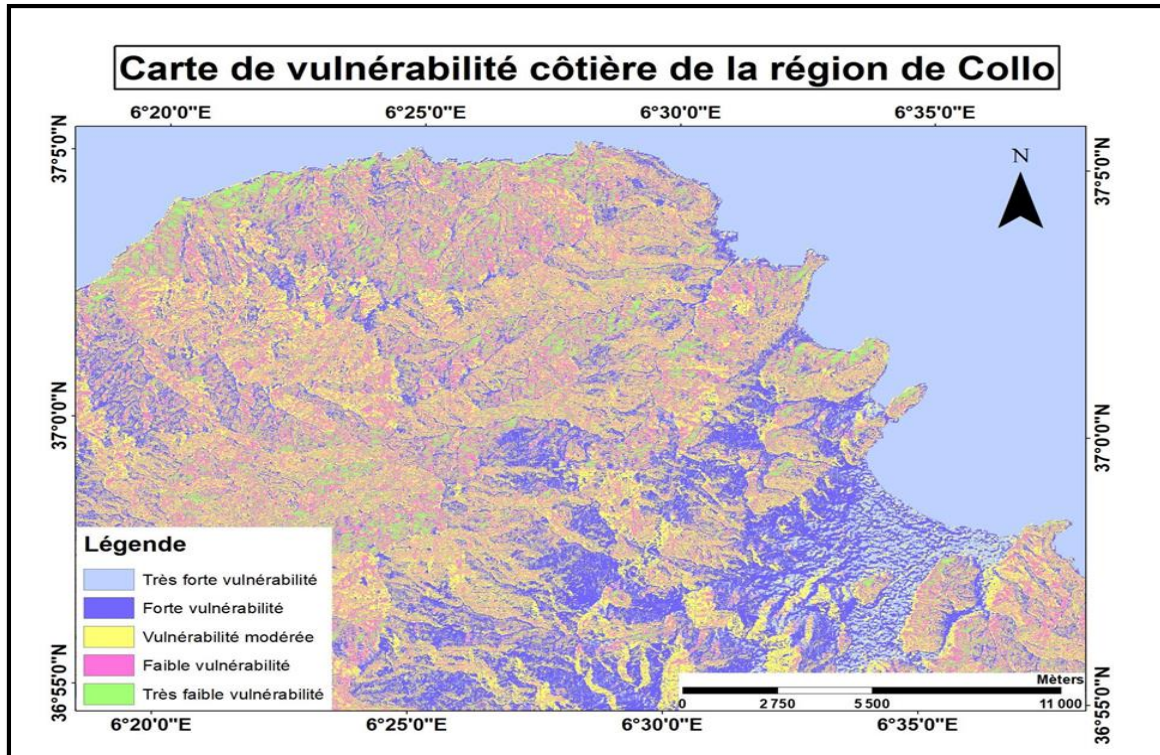 Carte de vulnérabilité côtière de la région de Collo
6°20'0"E 6°25'0"E 6°30'0"E 6°35'0"E
37°5'0"N
37°5'0"N
N
37°0'0"N
37°0'0"N
Légende
Très forte vulnérabilité
Forte vulnérabilité
Vulnérabilité modérée
Faible vulnérabilité
Très faible vulnérabilité
Mèters
0 2 750 5 500 11 000
36°55'0"N
36°55'0"N
6°20'0"E 6°25'0"E 6°30'0"E 6°35'0"E